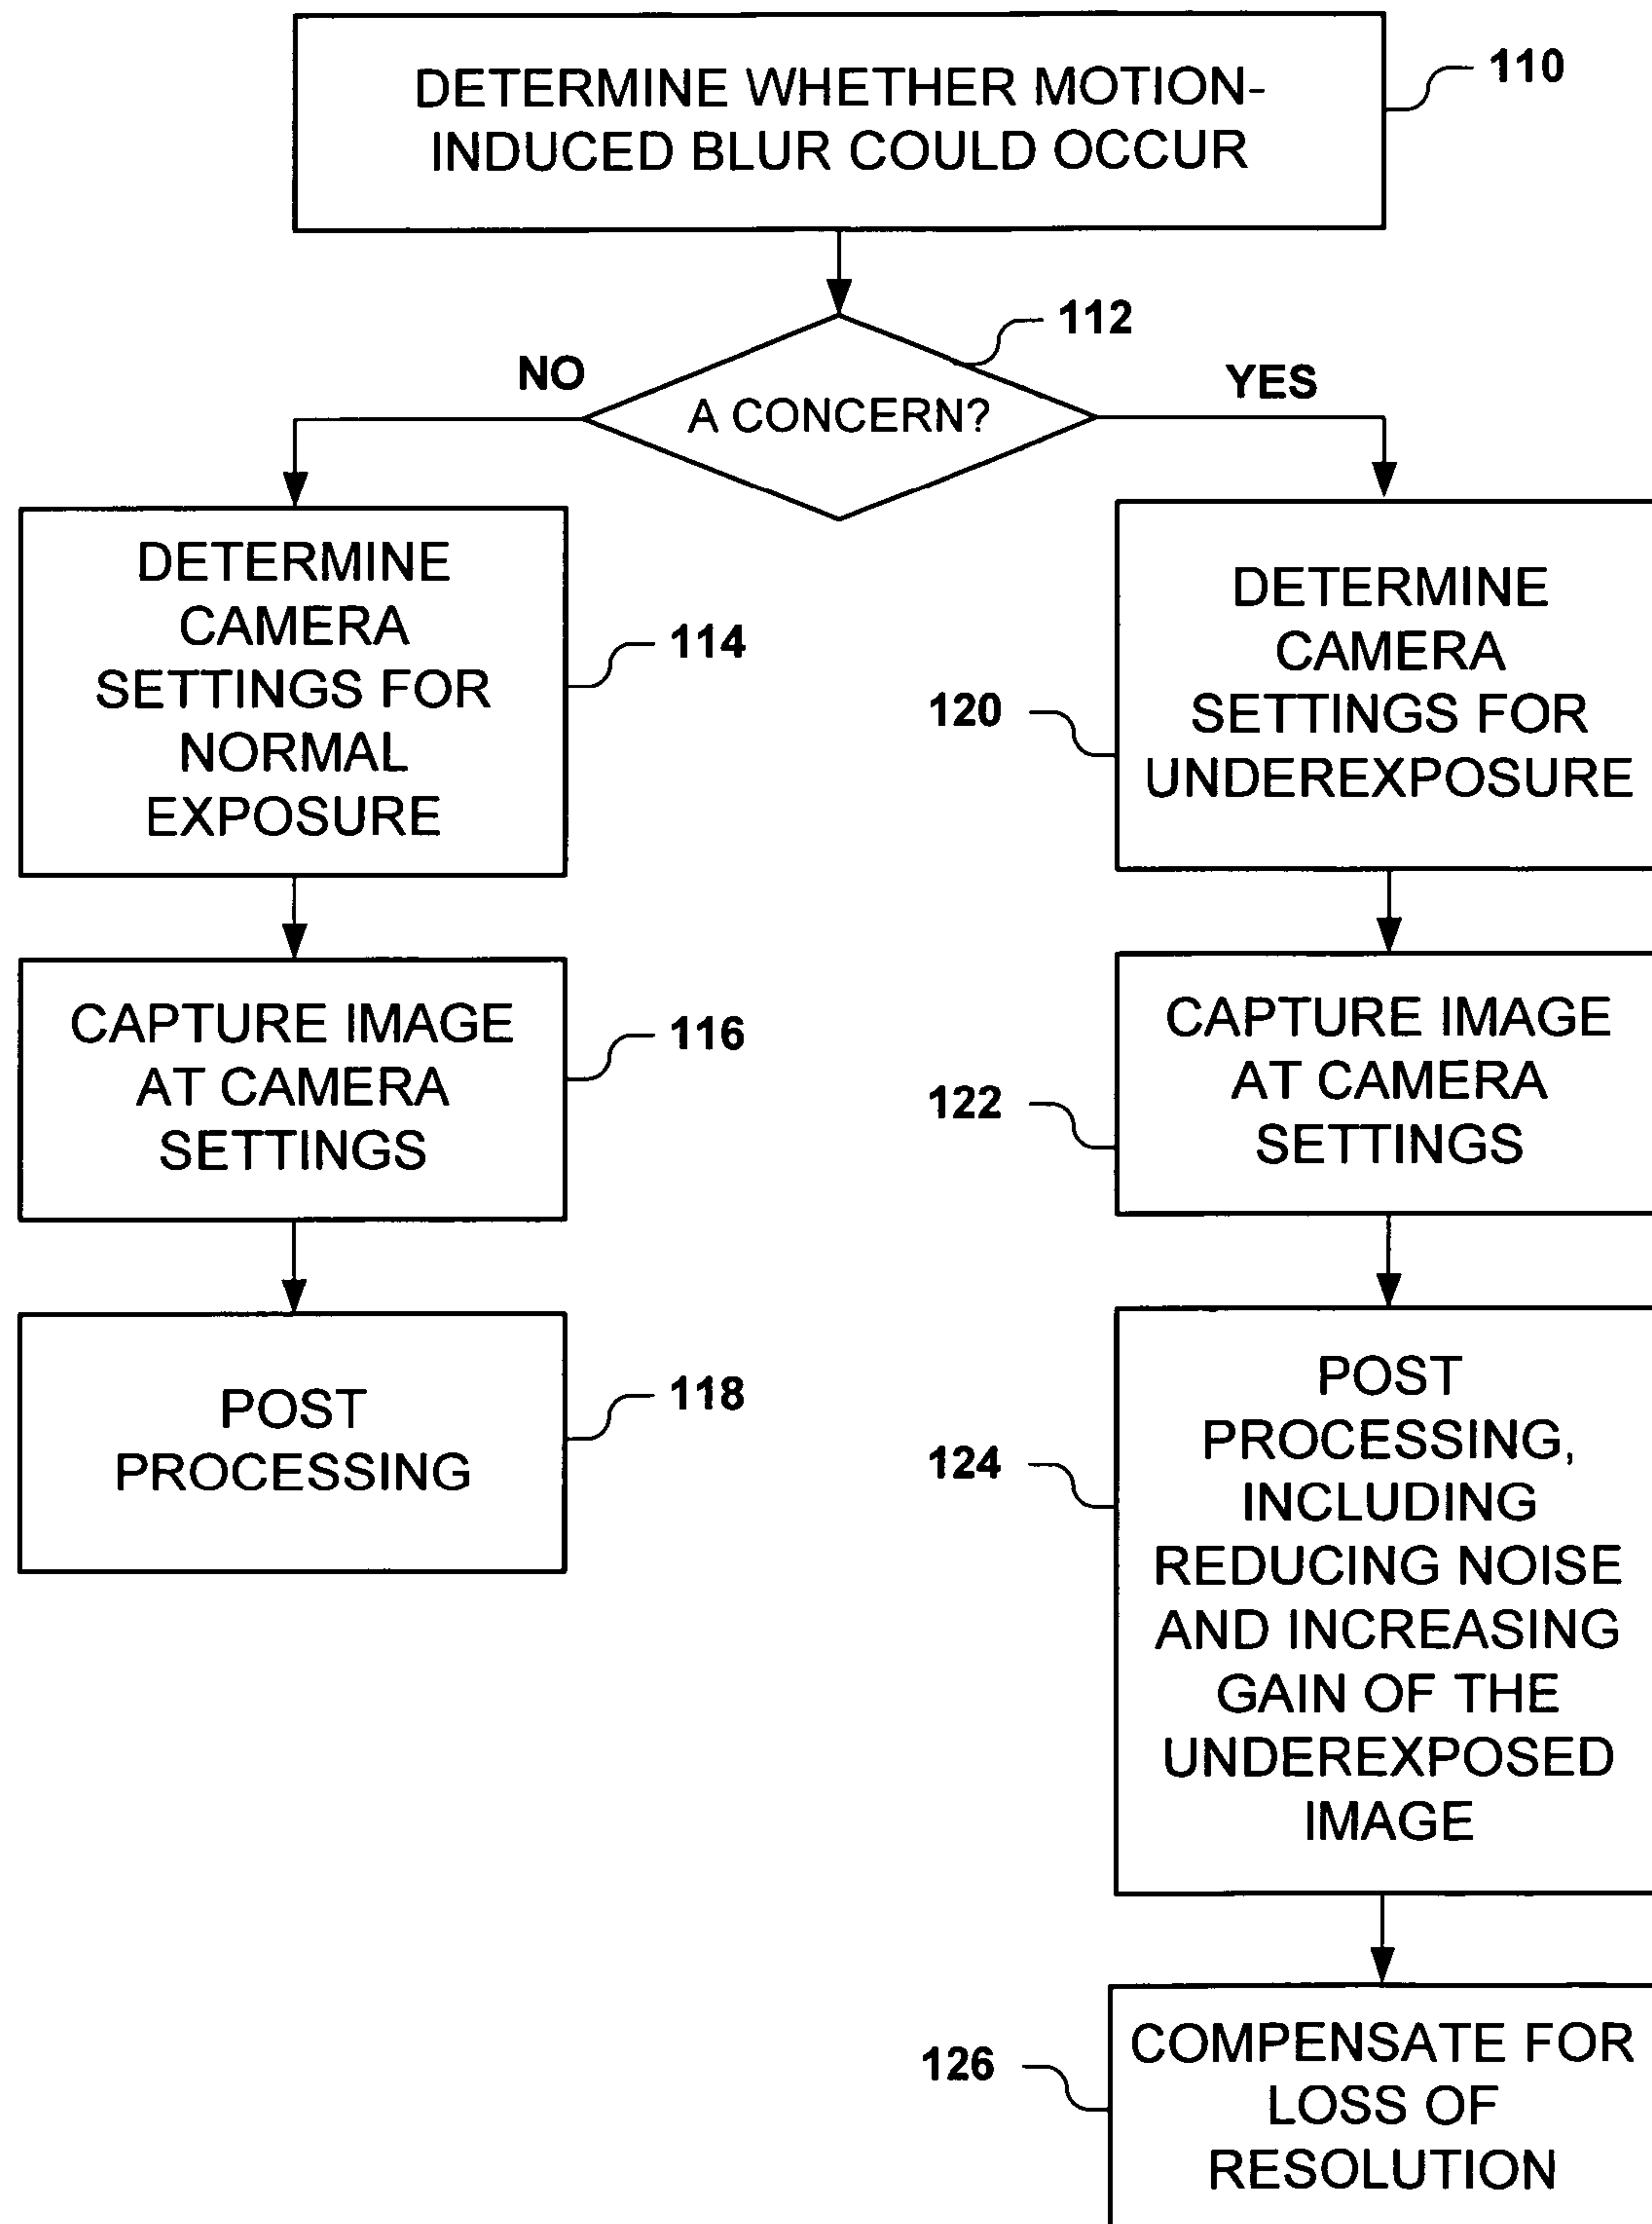 DETERMINE WHETHER MOTION-
INDUCED BLUR COULD OCCUR
110
112
A CONCERN?
NO
YES
DETERMINE
CAMERA
SETTINGS FOR
NORMAL
EXPOSURE
114
CAPTURE IMAGE
AT CAMERA
SETTINGS
116
POST
PROCESSING
118
DETERMINE
CAMERA
SETTINGS FOR
UNDEREXPOSURE
120
CAPTURE IMAGE
AT CAMERA
SETTINGS
122
POST
PROCESSING,
INCLUDING
REDUCING NOISE
AND INCREASING
GAIN OF THE
UNDEREXPOSED
IMAGE
124
COMPENSATE FOR
LOSS OF
RESOLUTION
126